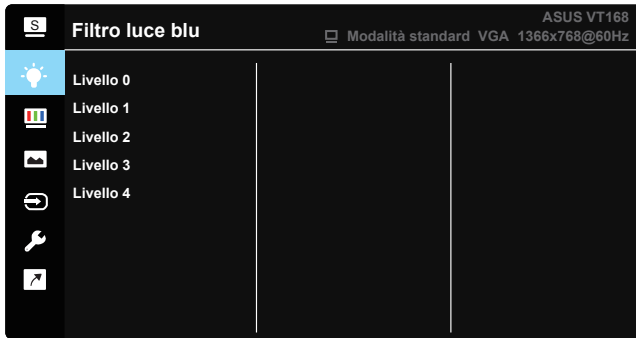 S
Filtro luce blu
ASUS VT168
Modalità standard VGA 1366x768@60Hz
Livello 0
Livello 1
Livello 2
Livello 3
Livello 4